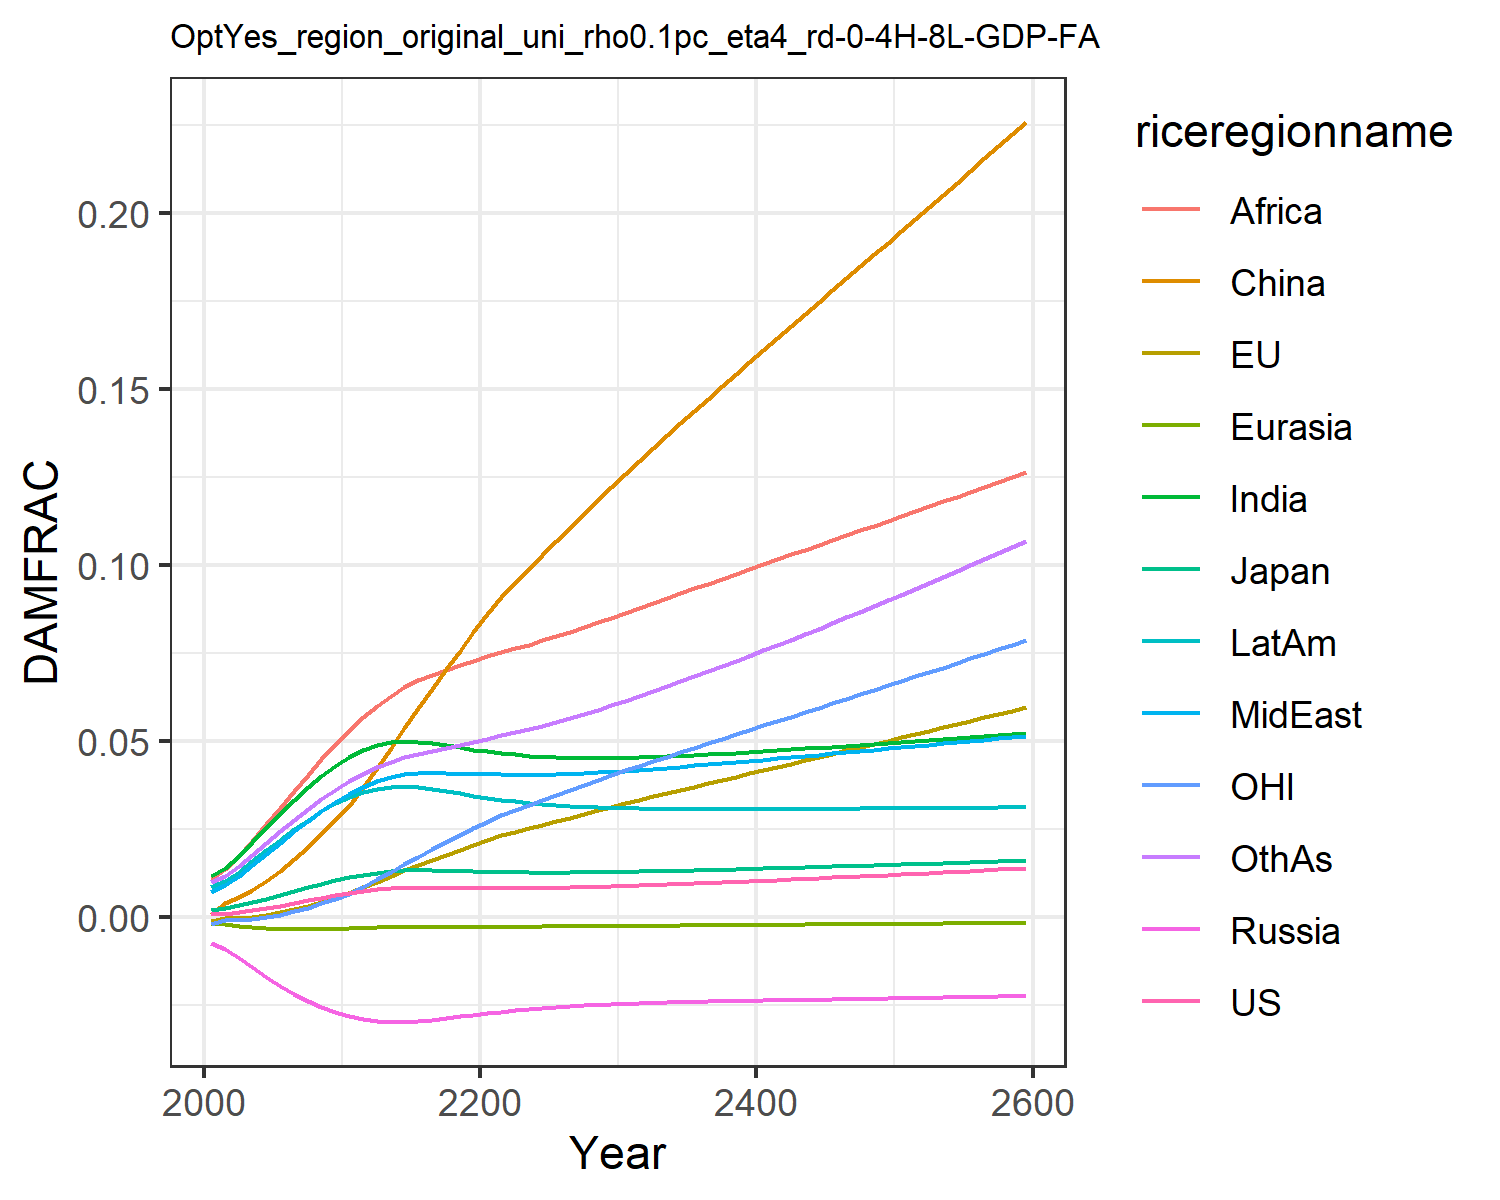 OptYes_region_original_uni_rho0.1pc_eta4_rd-0-4H-8L-GDP-FA
DAMFRAC
0.20
0.15
0.10
0.05
0.00
2000 2200 2400 2600
Year
riceregionname
Africa
China
EU
Eurasia
India
Japan
LatAm
MidEast
OHI
OthAs
Russia
US